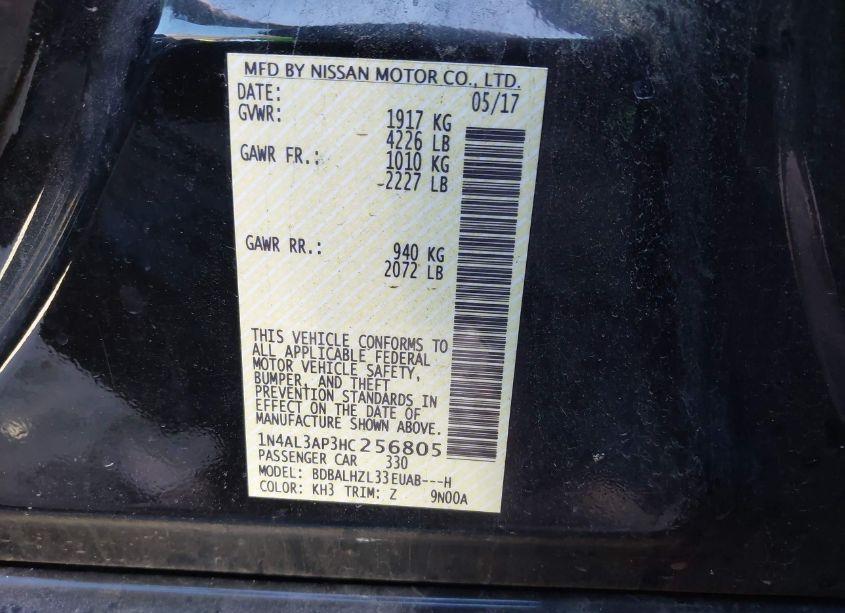 MFD BY NISSAN MOTOR CO., LTD.
DATE: 05/17
GVWR: 1917 KG
4226 LB
GAWR FR.: 1010 KG
2227 LB
GAWR RR.: 940 KG
2072 LB
THIS VEHICLE CONFORMS TO
ALL APPLICABLE FEDERAL
MOTOR VEHICLE SAFETY,
BUMPER, AND THEFT
PREVENTION STANDARDS IN
EFFECT ON THE DATE OF
MANUFACTURE SHOWN ABOVE.
1N4AL3AP3HC256805
PASSENGER CAR 330
MODEL: BDBALHZL33EUAB---H
COLOR: KH3 TRIM: Z 9N00A